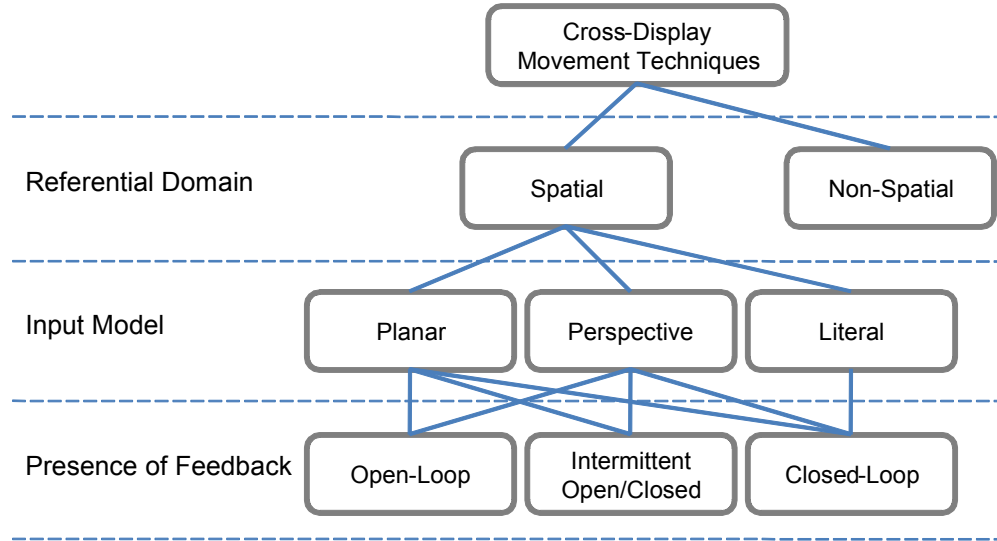 Cross-Display
Movement Techniques
Referential Domain
Spatial
Non-Spatial
Input Model
Planar
Perspective
Literal
Presence of Feedback
Open-Loop
Intermittent
Open/Closed
Closed-Loop